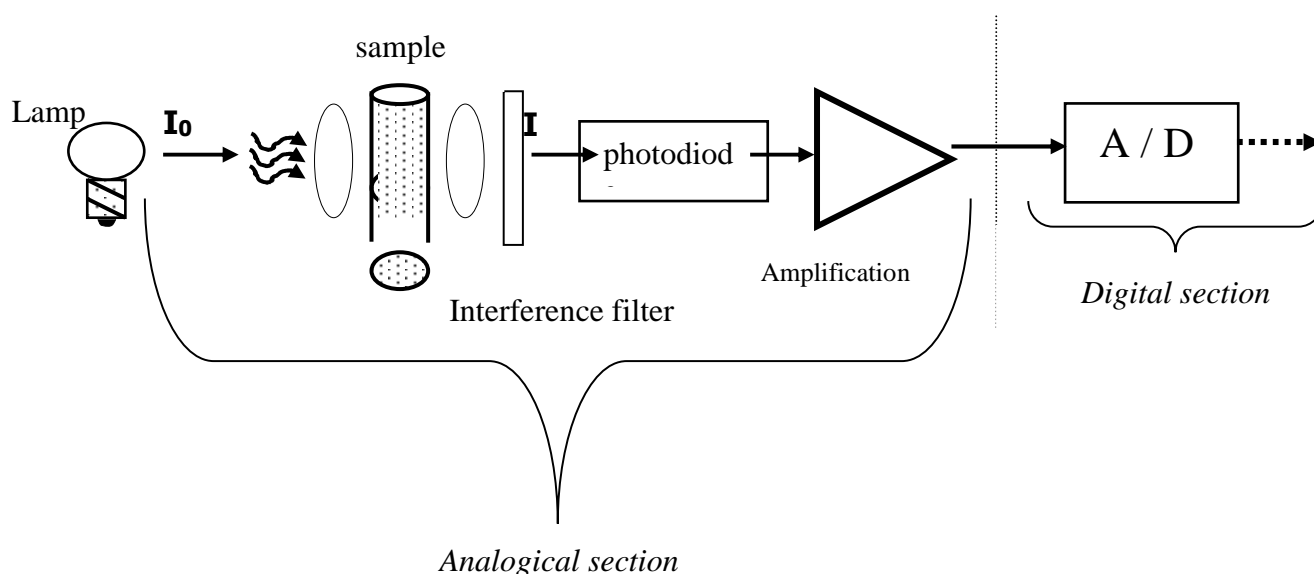 sample
Lamp
I₀
I
photodiod
A / D
Amplification
Digital section
Interference filter
Analogical section